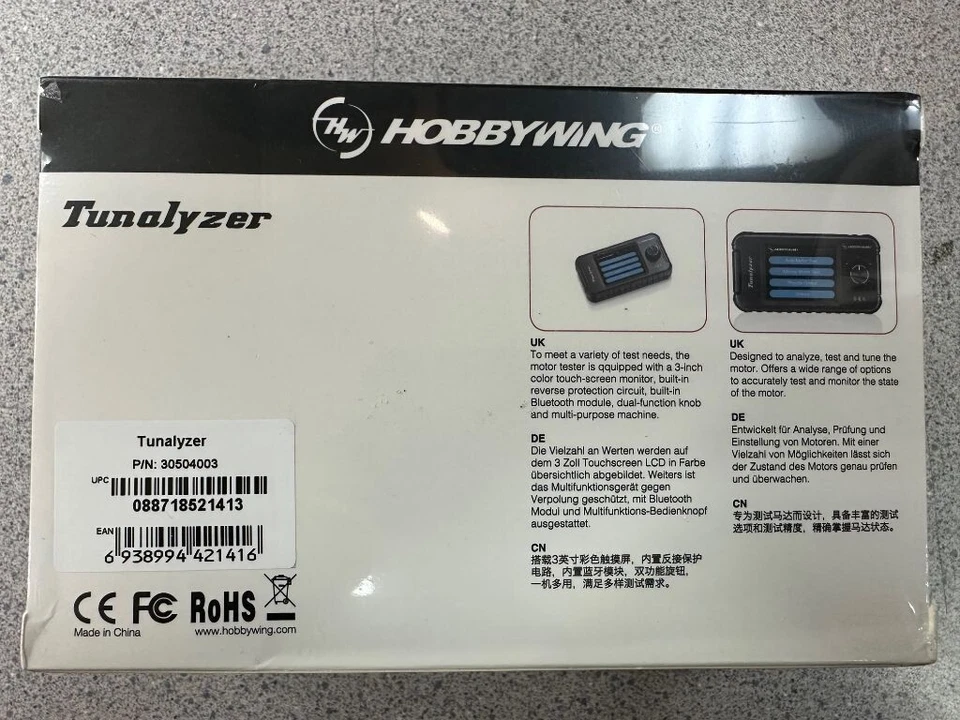 HW HOBBYWING®
Tunalyzer
UK
To meet a variety of test needs, the
motor tester is qquipped with a 3-inch
color touch-screen monitor, built-in
reverse protection circuit, built-in
Bluetooth module, dual-function knob
and multi-purpose machine.
DE
Die Vielzahl an Werten werden auf
dem 3 Zoll Touchscreen LCD in Farbe
übersichtlich abgebildet. Weiters ist
das Multifunktionsgerät gegen
Verpolung geschützt, mit Bluetooth
Modul und Multifunktions-Bedienknopf
ausgestattet.
CN
搭载3英寸彩色触摸屏，内置反接保护
电路，内置蓝牙模块，双功能旋钮，
一机多用，满足多样测试需求。
Tunalyzer
UK
Designed to analyze, test and tune the
motor. Offers a wide range of options
to accurately test and monitor the state
of the motor.
DE
Entwickelt für Analyse, Prüfung und
Einstellung von Motoren. Mit einer
Vielzahl von Möglichkeiten lässt sich
der Zustand des Motors genau prüfen
und überwachen.
CN
专为测试马达而设计，具备丰富的测试
选项和测试精度，精确掌握马达状态。
Tunalyzer
P/N: 30504003
UPC
088718521413
EAN
6 938994 421416
CE FC RoHS
Made in China www.hobbywing.com